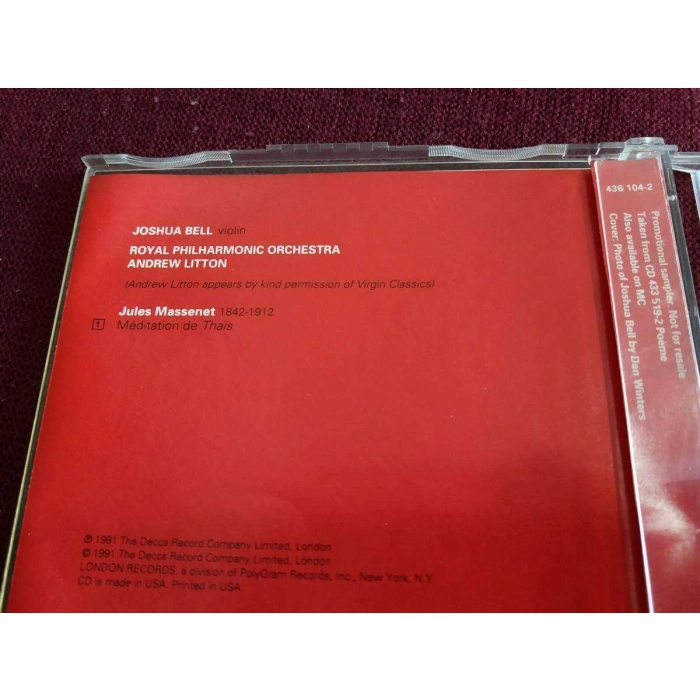 JOSHUA BELL violin
ROYAL PHILHARMONIC ORCHESTRA
ANDREW LITTON
(Andrew Litton appears by kind permission of Virgin Classics)
Jules Massenet 1842-1912
1 Méditation de Thaïs
℗ 1991 The Decca Record Company Limited, London
© 1991 The Decca Record Company Limited, London
LONDON RECORDS, a division of PolyGram Records, Inc., New York, N.Y.
CD is made in USA. Printed in USA
436 104-2
Promotional sampler. Not for resale
Taken from CD 433 519-2 Poème
Also available on MC
Cover: Photo of Joshua Bell by Dan Winters